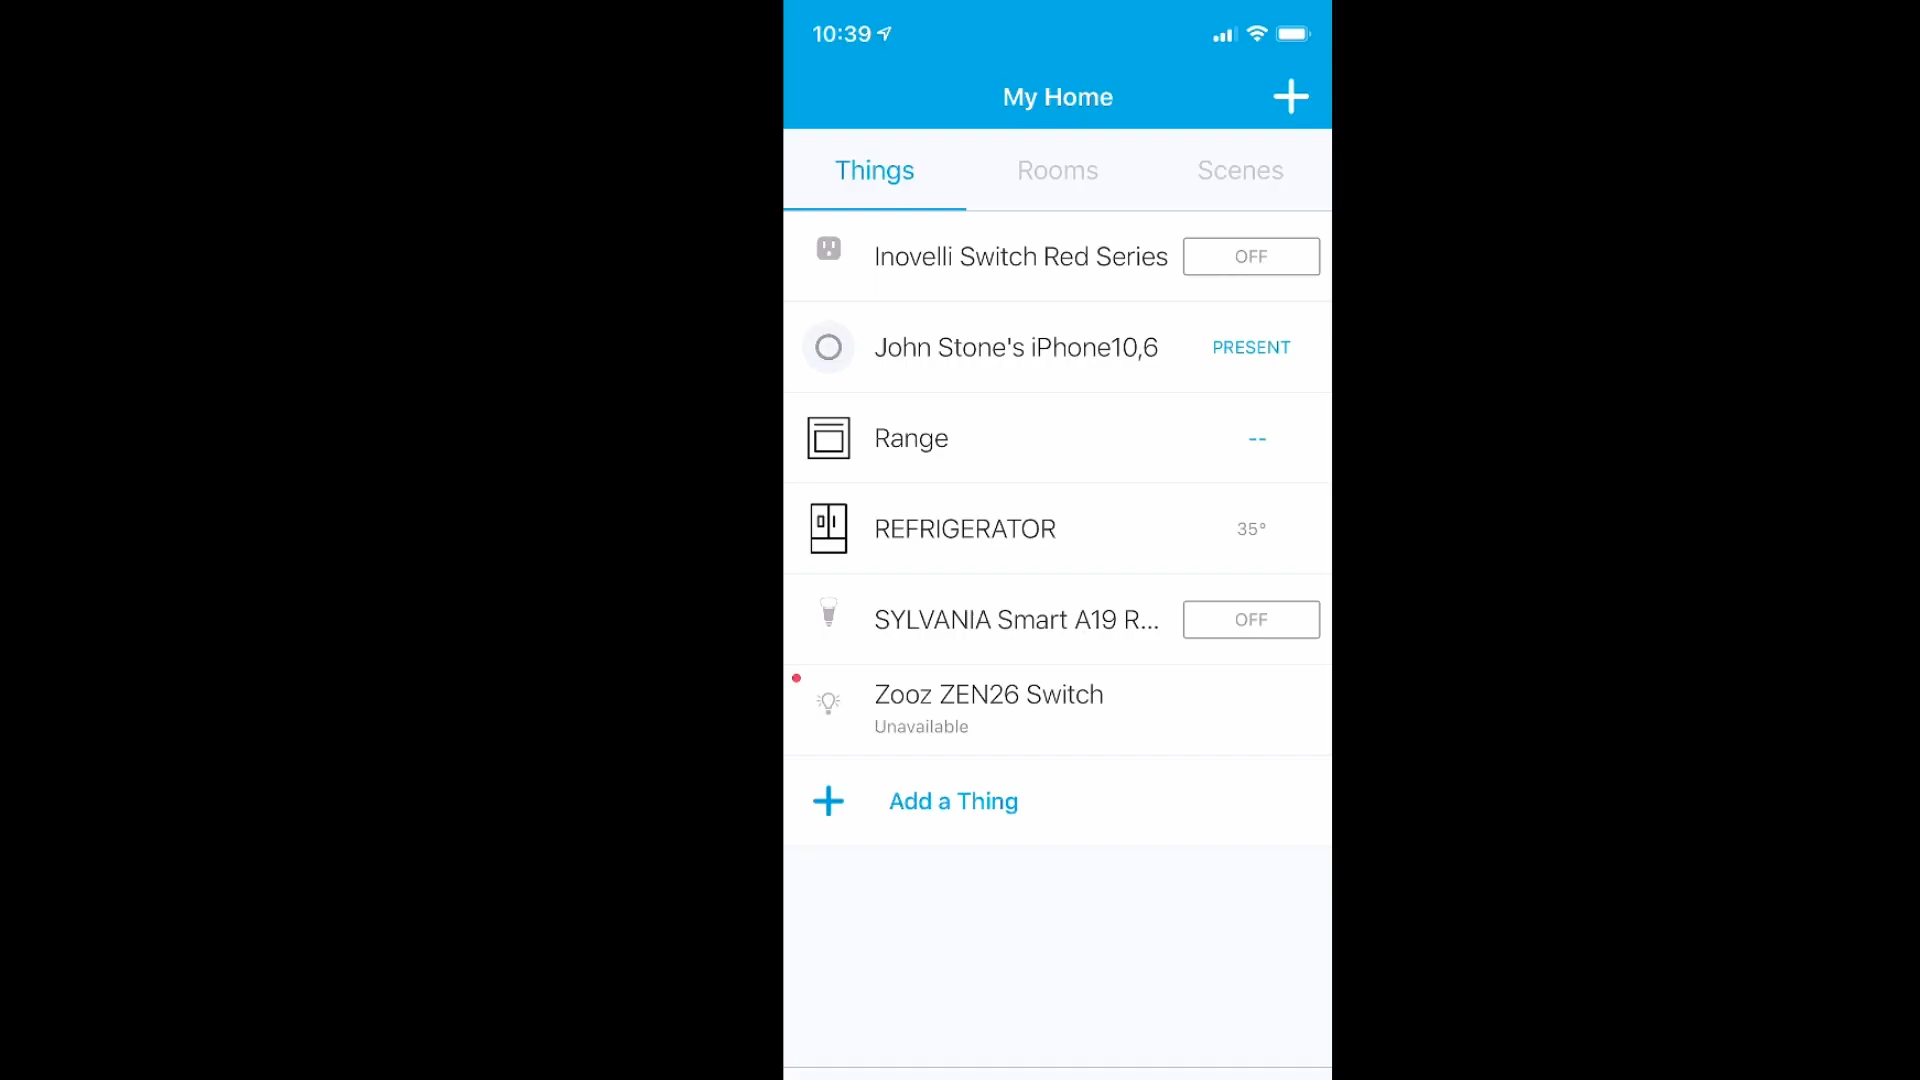 10:39
My Home
Things Rooms Scenes
Inovelli Switch Red Series OFF
John Stone's iPhone10,6 PRESENT
Range --
REFRIGERATOR 35°
SYLVANIA Smart A19 R... OFF
Zooz ZEN26 Switch
Unavailable
Add a Thing